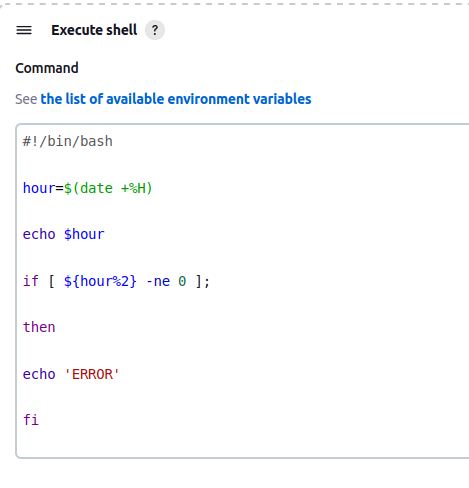 Execute shell ?
Command
See the list of available environment variables
#!/bin/bash
hour=$(date +%H)
echo $hour
if [ ${hour%2} -ne 0 ];
then
echo 'ERROR'
fi